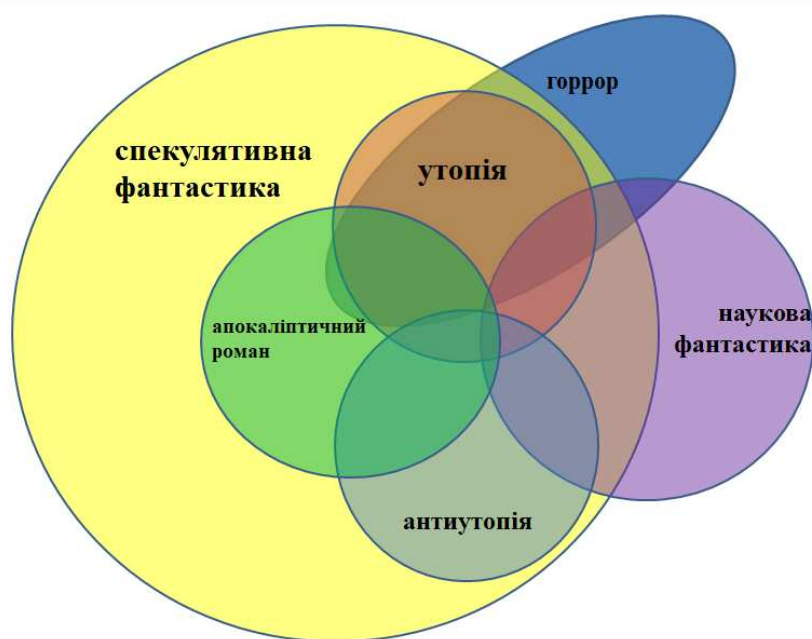 горрор
спекулятивна
фантастика
утопія
апокаліптичний
роман
наукова
фантастика
антиутопія